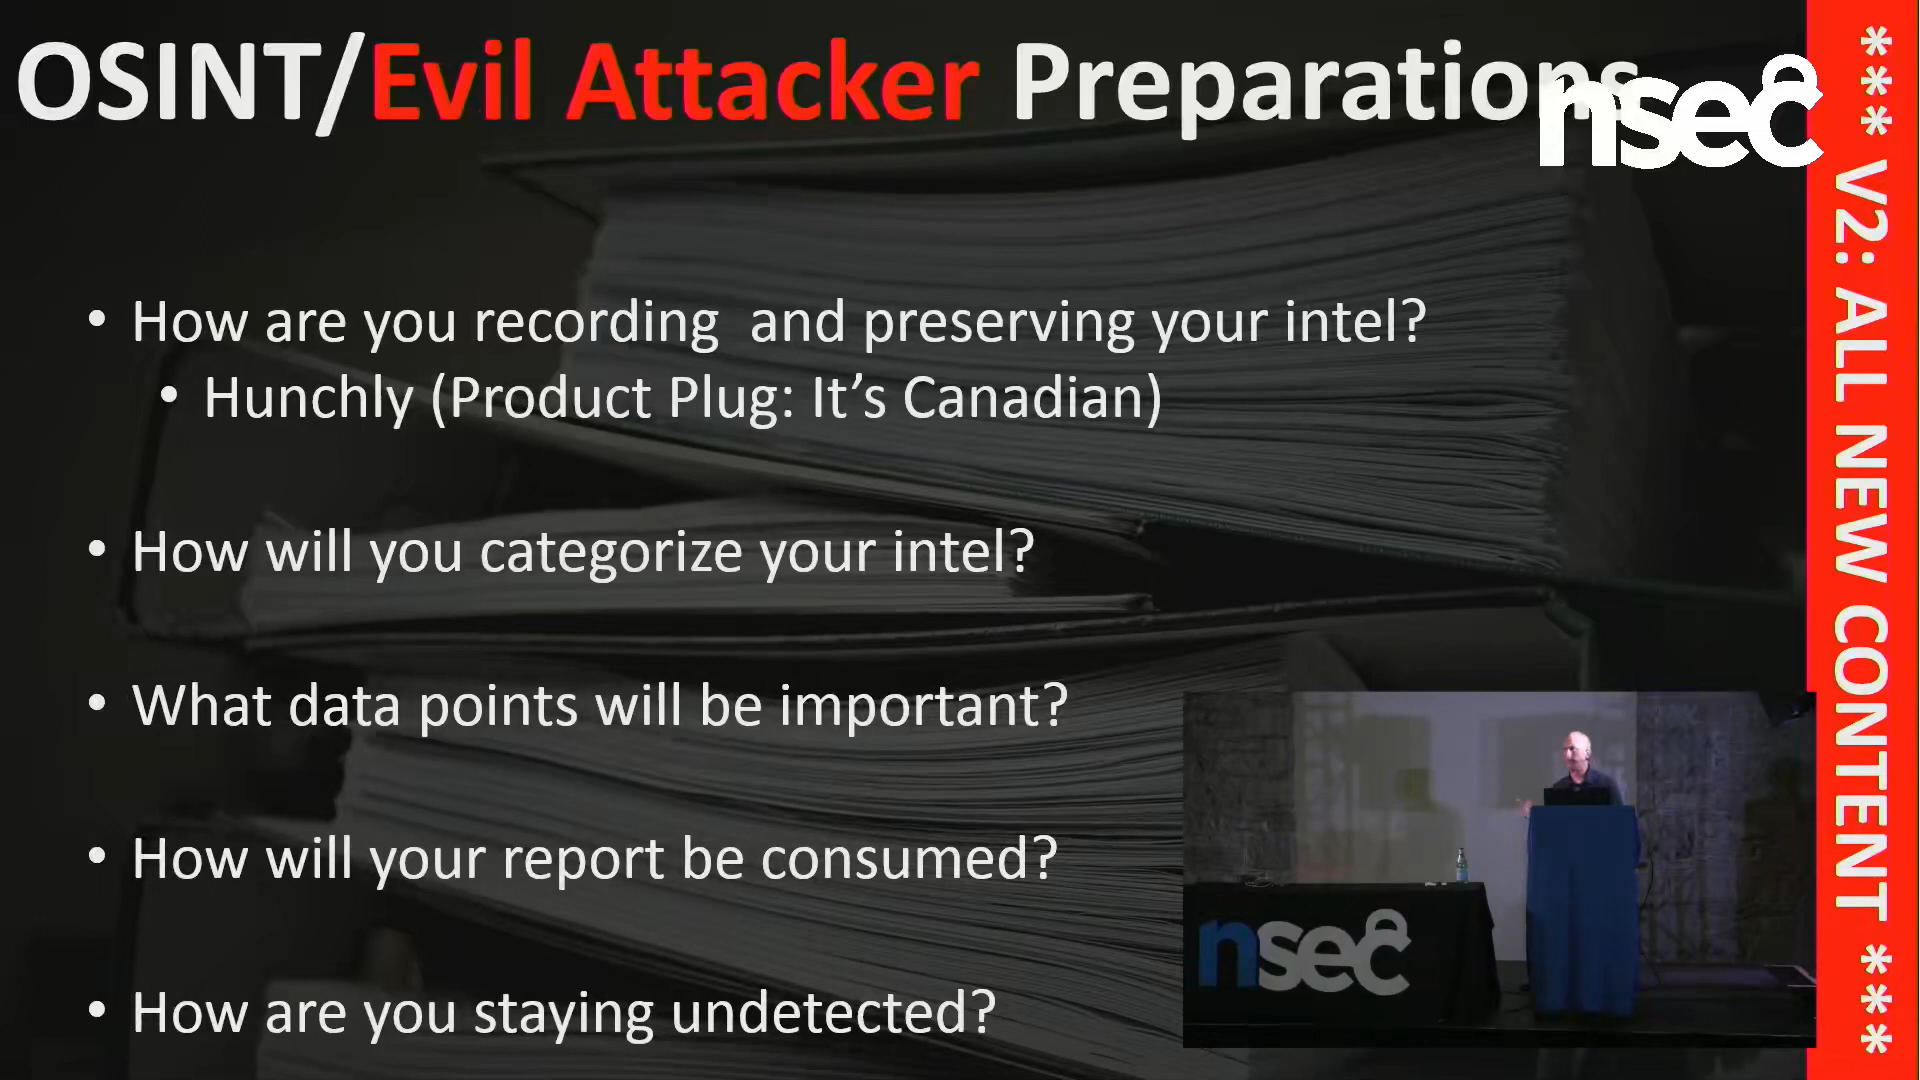 OSINT/Evil Attacker Preparations
nsec
• How are you recording  and preserving your intel?
• Hunchly (Product Plug: It’s Canadian)
• How will you categorize your intel?
• What data points will be important?
• How will your report be consumed?
• How are you staying undetected?
*** V2: ALL NEW CONTENT ***
nsec